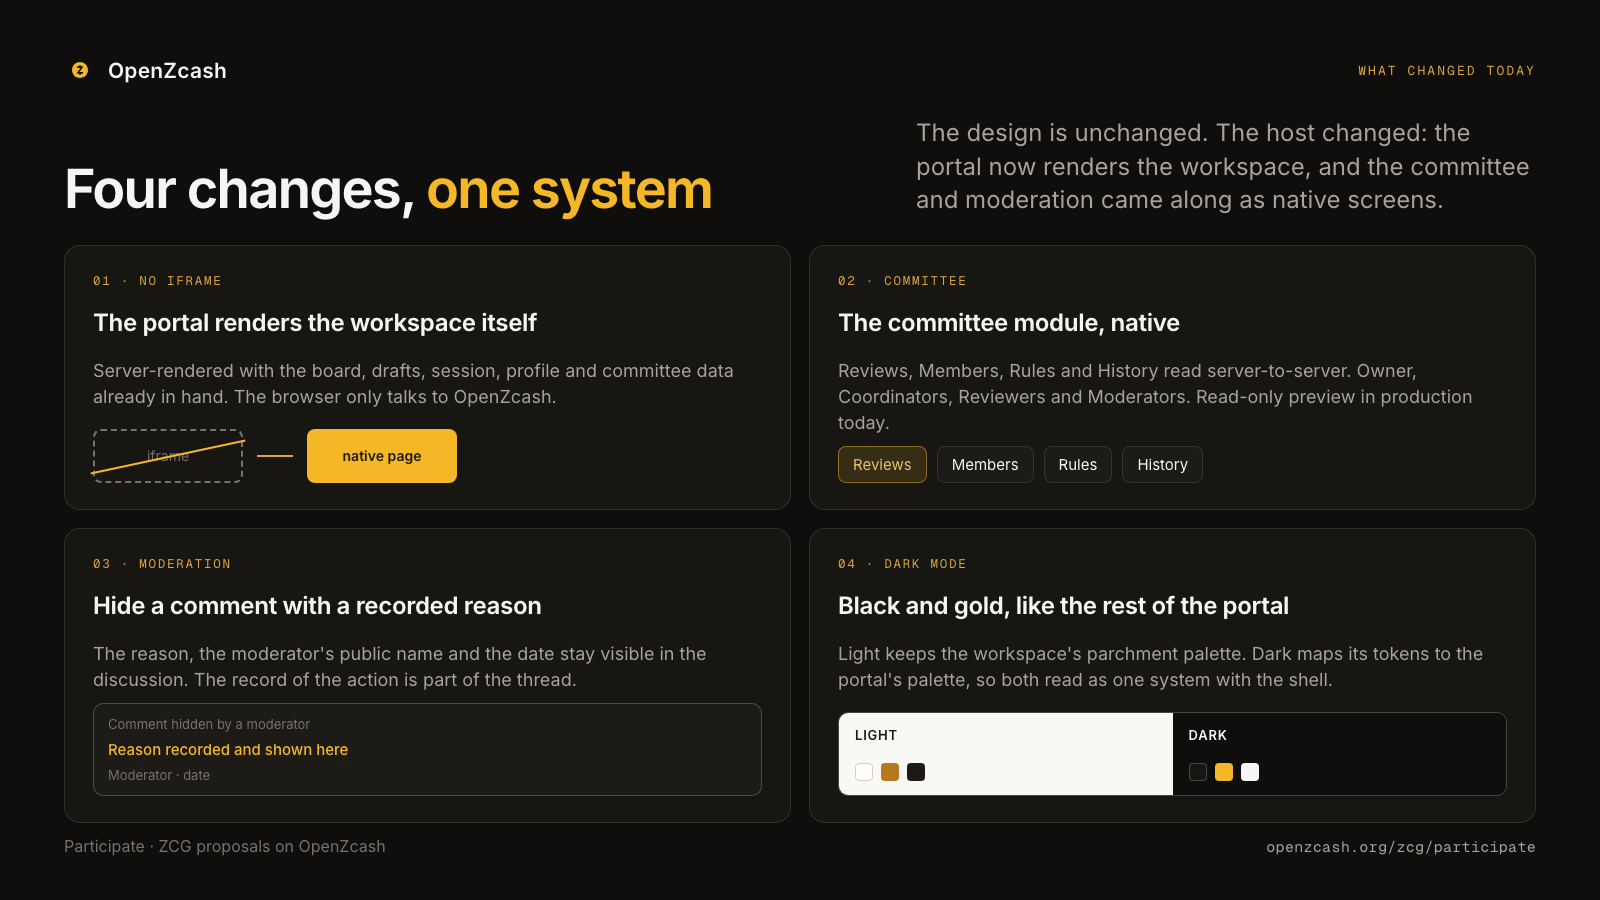 OpenZcash
WHAT CHANGED TODAY
Four changes, one system
The design is unchanged. The host changed: the
portal now renders the workspace, and the committee
and moderation came along as native screens.
01 · NO IFRAME
The portal renders the workspace itself
Server-rendered with the board, drafts, session, profile and committee data
already in hand. The browser only talks to OpenZcash.
iframe
native page
02 · COMMITTEE
The committee module, native
Reviews, Members, Rules and History read server-to-server. Owner,
Coordinators, Reviewers and Moderators. Read-only preview in production
today.
Reviews
Members
Rules
History
03 · MODERATION
Hide a comment with a recorded reason
The reason, the moderator's public name and the date stay visible in the
discussion. The record of the action is part of the thread.
Comment hidden by a moderator
Reason recorded and shown here
Moderator · date
04 · DARK MODE
Black and gold, like the rest of the portal
Light keeps the workspace's parchment palette. Dark maps its tokens to the
portal's palette, so both read as one system with the shell.
LIGHT
DARK
Participate · ZCG proposals on OpenZcash
openzcash.org/zcg/participate